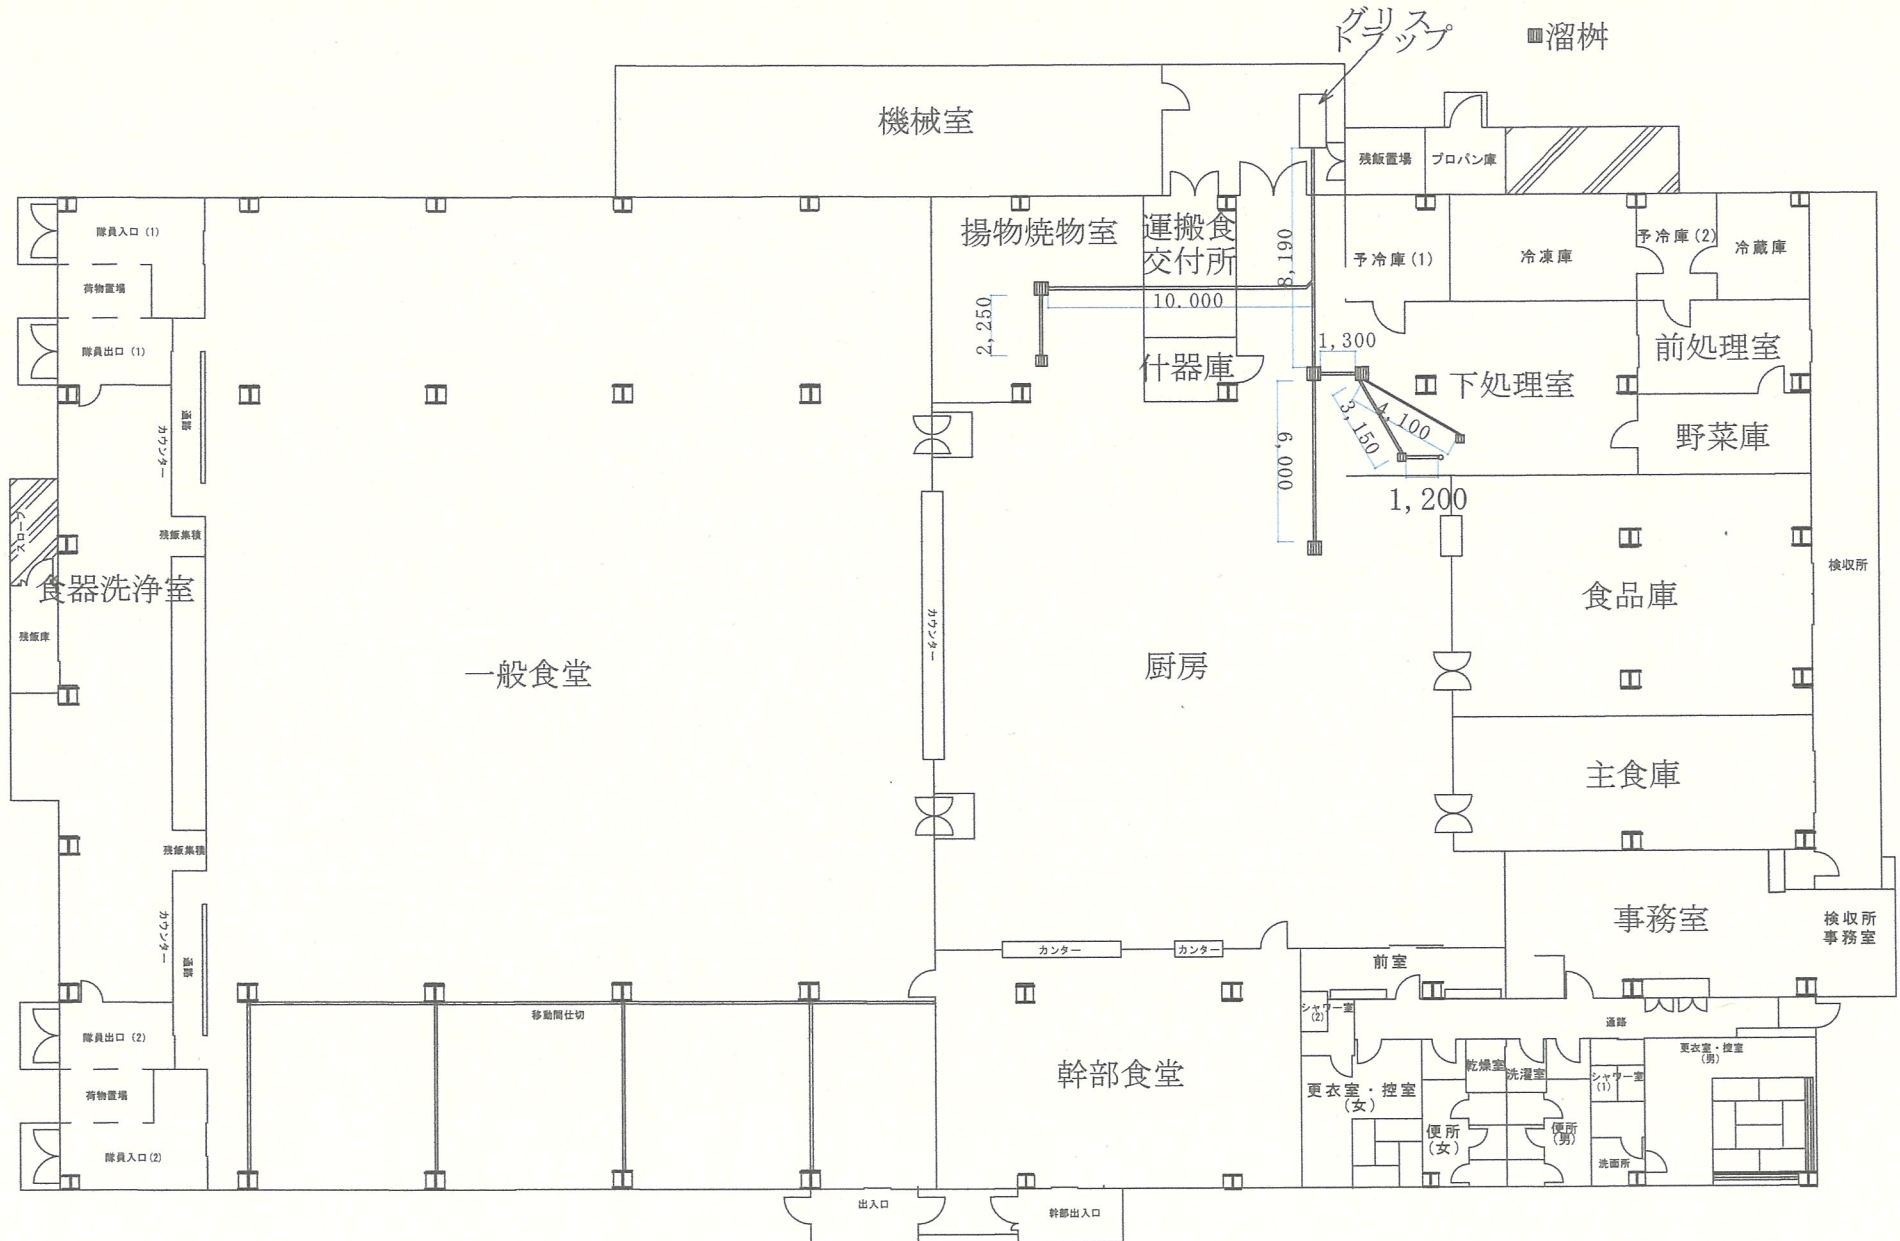 グリス
トラップ
溜桝
機械室
残飯置場
プロパン庫
隊員入口(1)
揚物焼物室
運搬食
交付所
8,190
予冷庫(1)
冷凍庫
予冷庫(2)
冷蔵庫
荷物置場
10.000
2,250
隊員出口(1)
什器庫
1,300
下処理室
前処理室
通路
カウンター
3,150
4,100
野菜庫
6,000
1,200
スロープ
残飯集積
検収所
食器洗浄室
食品庫
残飯庫
カウンター
一般食堂
厨房
主食庫
残飯集積
カウンター
通路
事務室
検収所
事務室
カンター
カンター
前室
シャワー室
(2)
移動間仕切
通路
隊員出口(2)
幹部食堂
更衣室・控室
(男)
乾燥室
洗濯室
シャワー室
(1)
荷物置場
更衣室・控室
(女)
便所
(女)
便所
(男)
隊員入口(2)
洗面所
出入口
幹部出入口